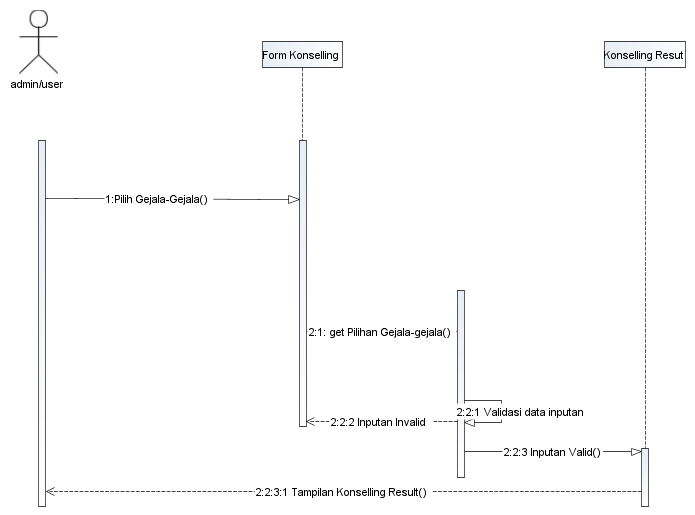 admin/user
Form Konselling
Konselling Resut
1:Pilih Gejala-Gejala()
2:1: get Pilihan Gejala-gejala()
2:2:1 Validasi data inputan
2:2:2 Inputan Invalid
2:2:3 Inputan Valid()
2:2:3:1 Tampilan Konselling Result()